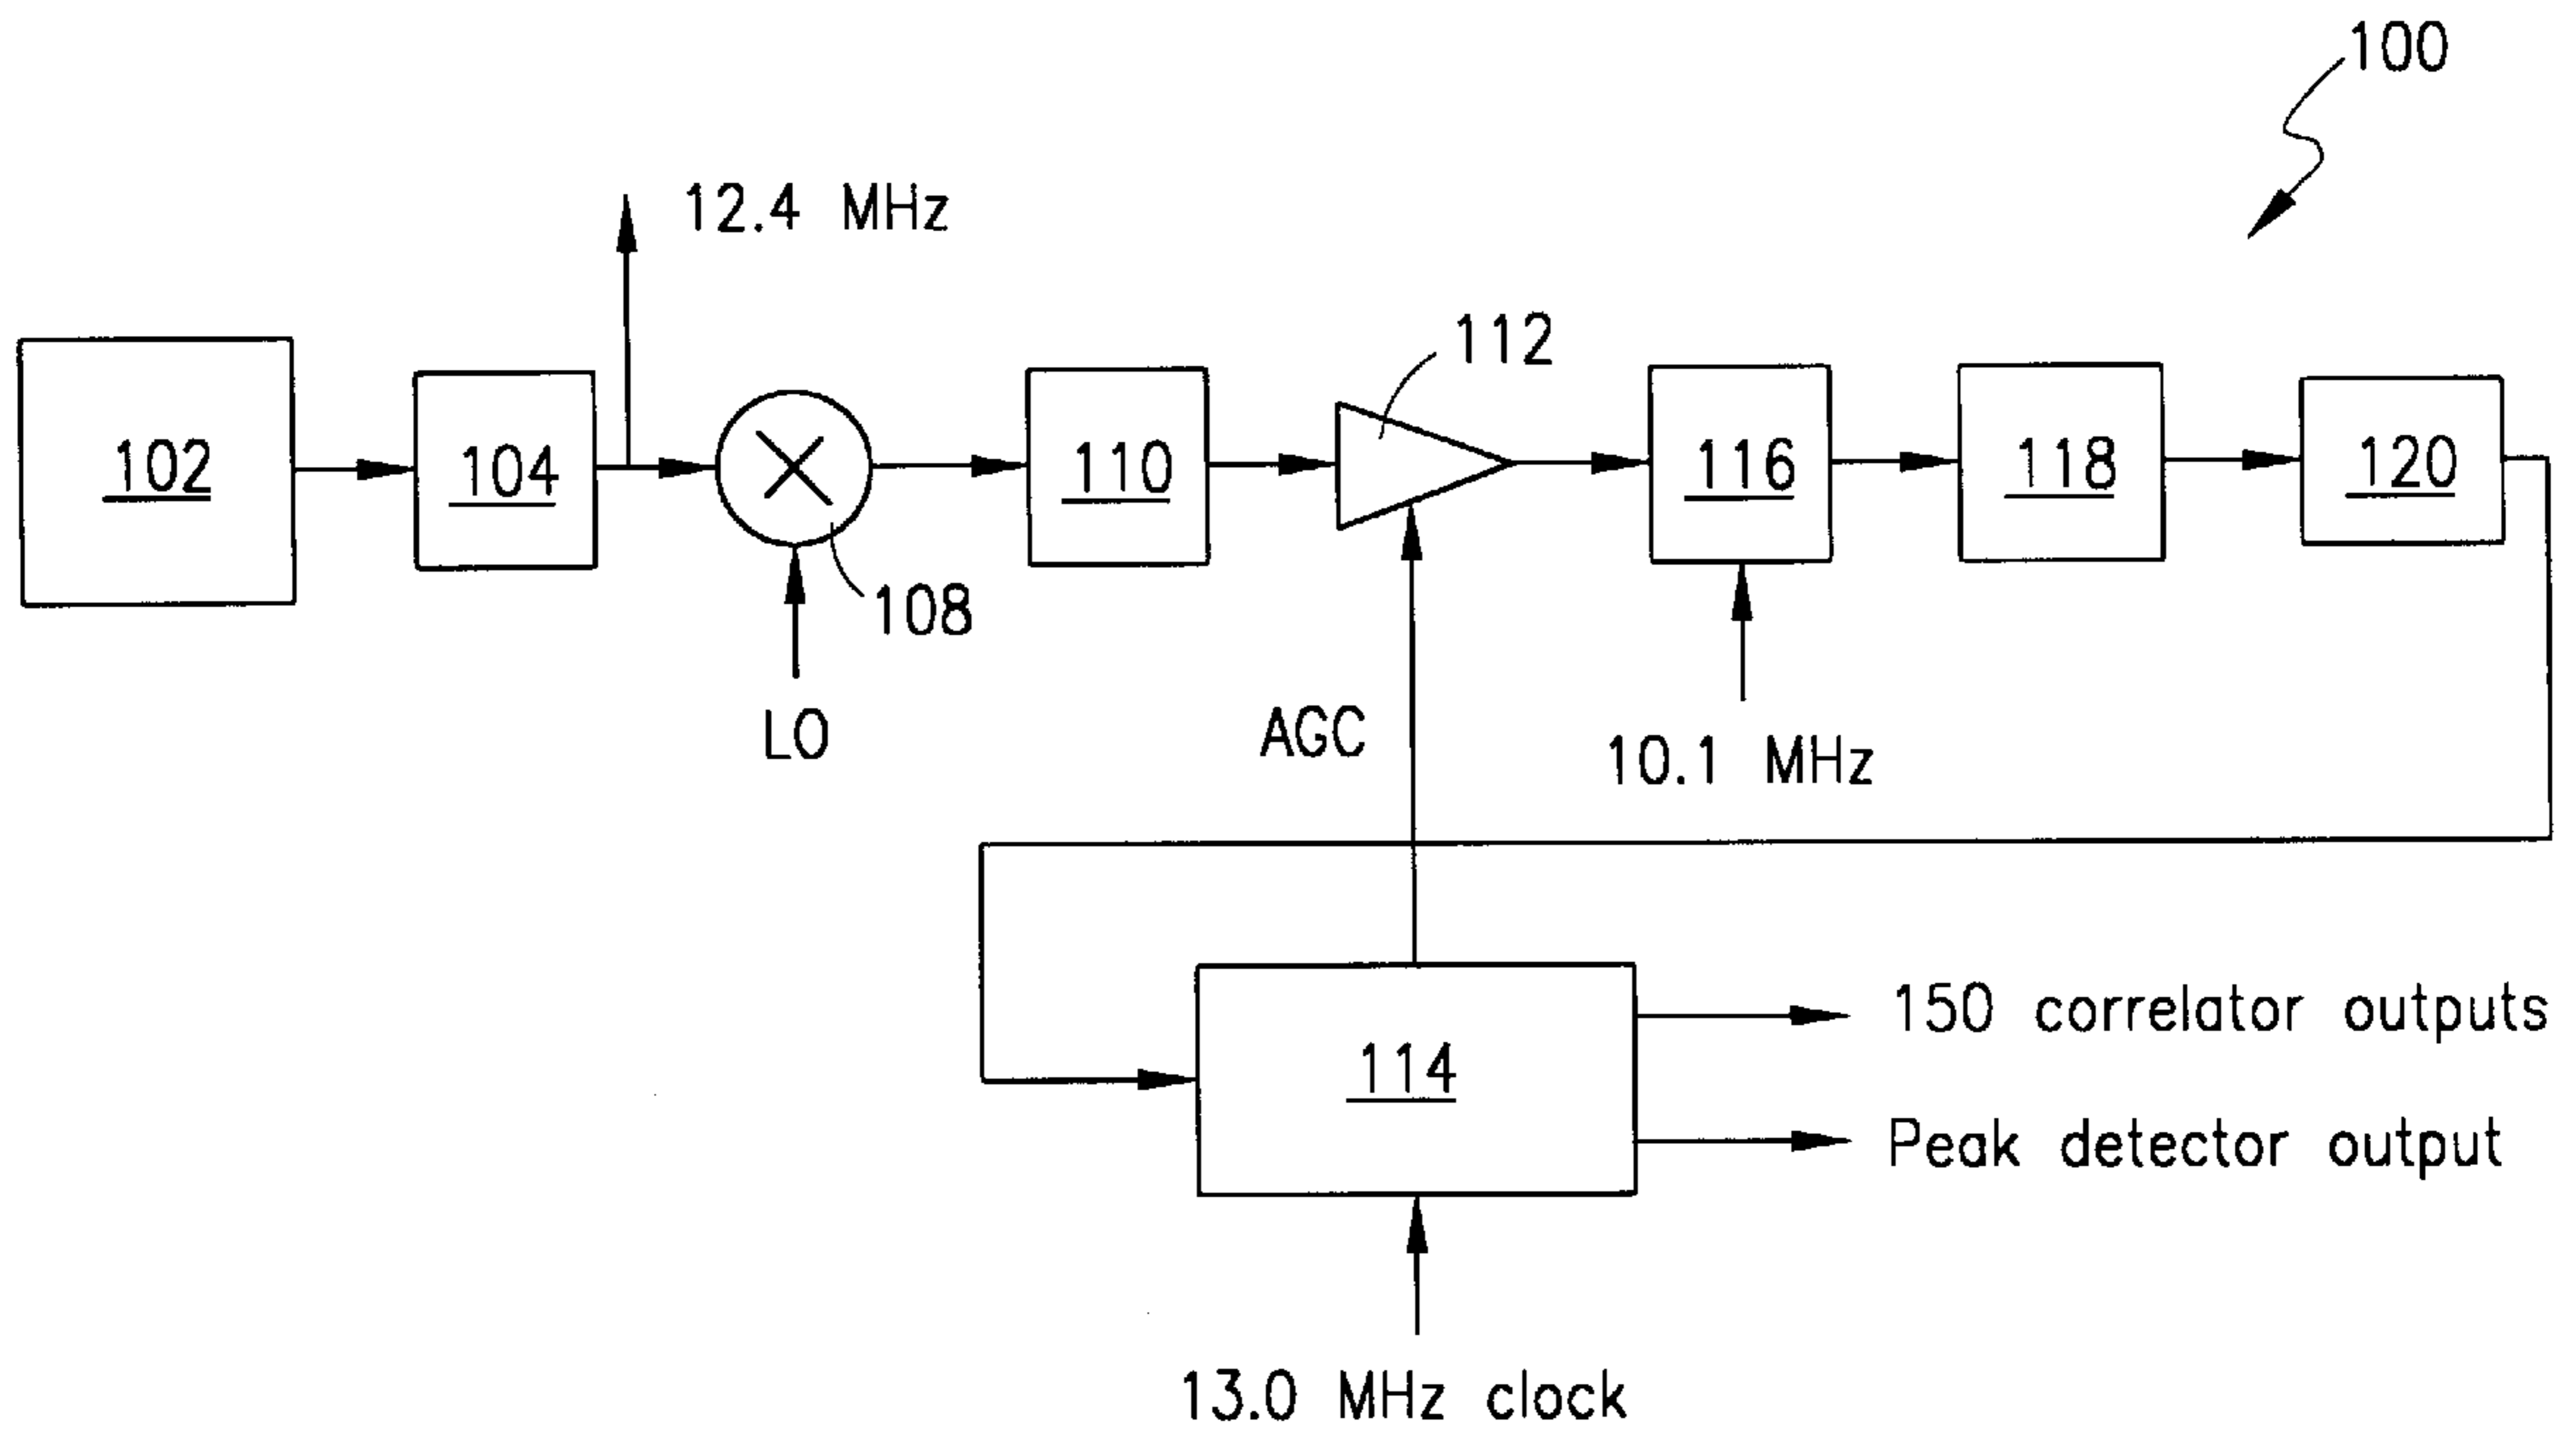 100
12.4 MHz
112
102
104
110
116
118
120
108
LO
AGC
10.1 MHz
114
150 correlator outputs
Peak detector output
13.0 MHz clock